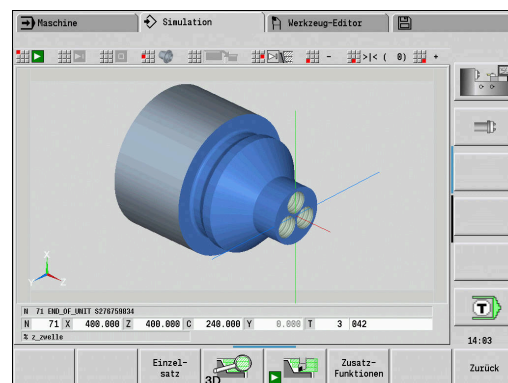 Maschine
Simulation
Werkzeug-Editor
- >|< ( 0) +
X
Y Z
N 71 END_OF_UNIT S276759834
N 71 X 400.000 Z 400.000 C 240.000 Y 0.000 T 3 042
% z_zwelle
T
14:03
Einzel-
satz
3D
Zusatz-
Funktionen
Zurück